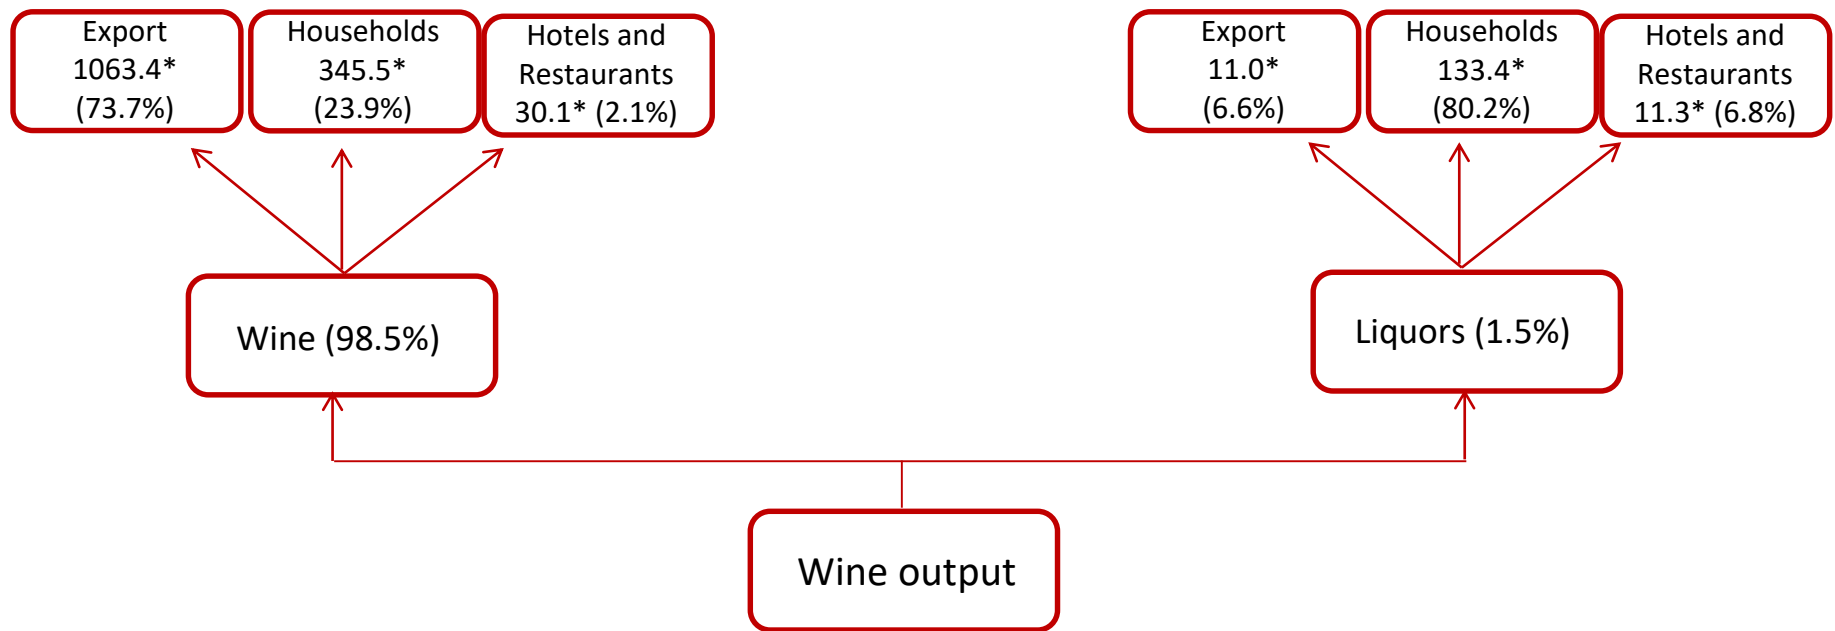 Export
1063.4*
(73.7%)
Households
345.5*
(23.9%)
Hotels and
Restaurants
30.1* (2.1%)
Export
11.0*
(6.6%)
Households
133.4*
(80.2%)
Hotels and
Restaurants
11.3* (6.8%)
Wine (98.5%)
Liquors (1.5%)
Wine output